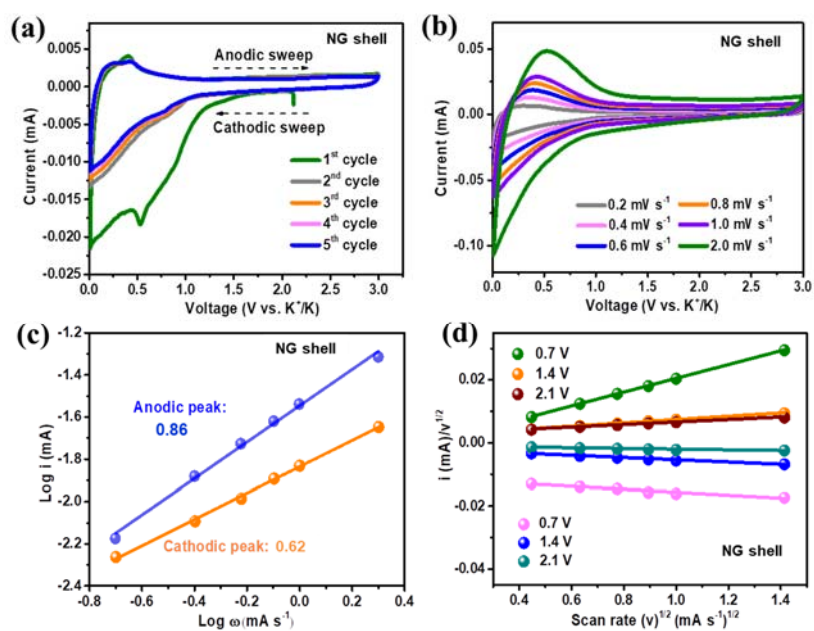 (a)
NG shell
Anodic sweep
Cathodic sweep
1st cycle
2nd cycle
3rd cycle
4th cycle
5th cycle
Current (mA)
0.005
0.000
-0.005
-0.010
-0.015
-0.020
-0.025
0.0 0.5 1.0 1.5 2.0 2.5 3.0
Voltage (V vs. K+/K)
(b)
NG shell
Current (mA)
0.05
0.00
-0.05
-0.10
0.2 mV s-1 0.8 mV s-1
0.4 mV s-1 1.0 mV s-1
0.6 mV s-1 2.0 mV s-1
0.0 0.5 1.0 1.5 2.0 2.5 3.0
Voltage (V vs. K+/K)
(c)
NG shell
Anodic peak:
0.86
Cathodic peak: 0.62
Log i (mA)
-1.2
-1.4
-1.6
-1.8
-2.0
-2.2
-2.4
-0.8 -0.6 -0.4 -0.2 0.0 0.2 0.4
Log ω(mA s-1)
(d)
0.7 V
1.4 V
2.1 V
0.7 V
1.4 V
2.1 V
NG shell
i (mA)/v1/2
0.02
0.00
-0.02
-0.04
0.4 0.6 0.8 1.0 1.2 1.4
Scan rate (v)1/2 (mA s-1)1/2